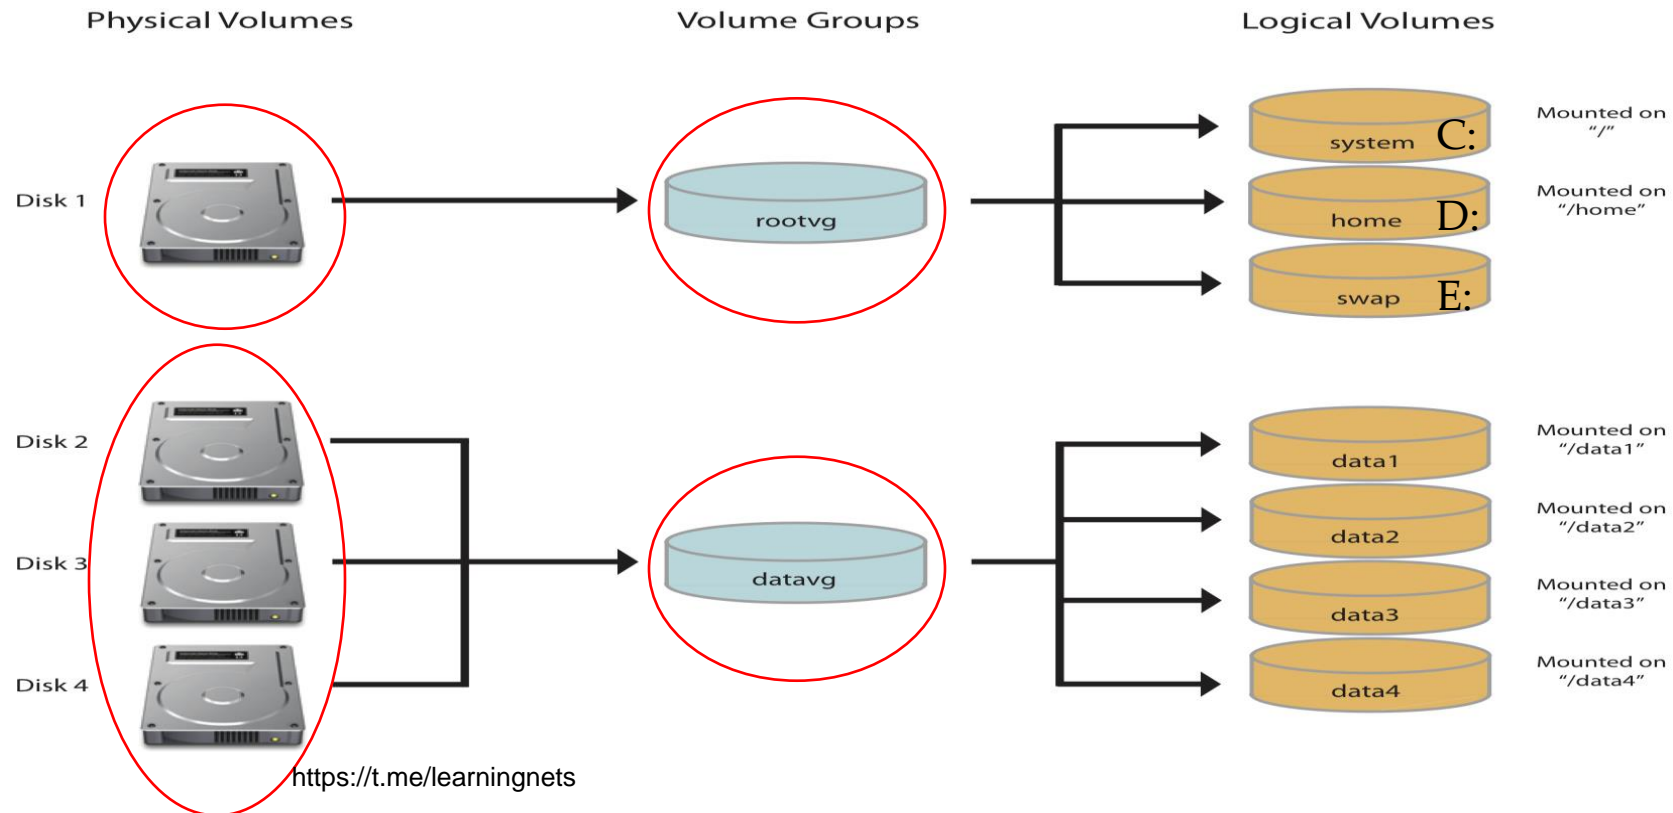 Physical Volumes
Volume Groups
Logical Volumes
Disk 1
rootvg
system C:
Mounted on
“/”
home D:
Mounted on
“/home”
swap E:
Disk 2
Disk 3
Disk 4
datavg
data1
Mounted on
“/data1”
data2
Mounted on
“/data2”
data3
Mounted on
“/data3”
data4
Mounted on
“/data4”
https://t.me/learningnets